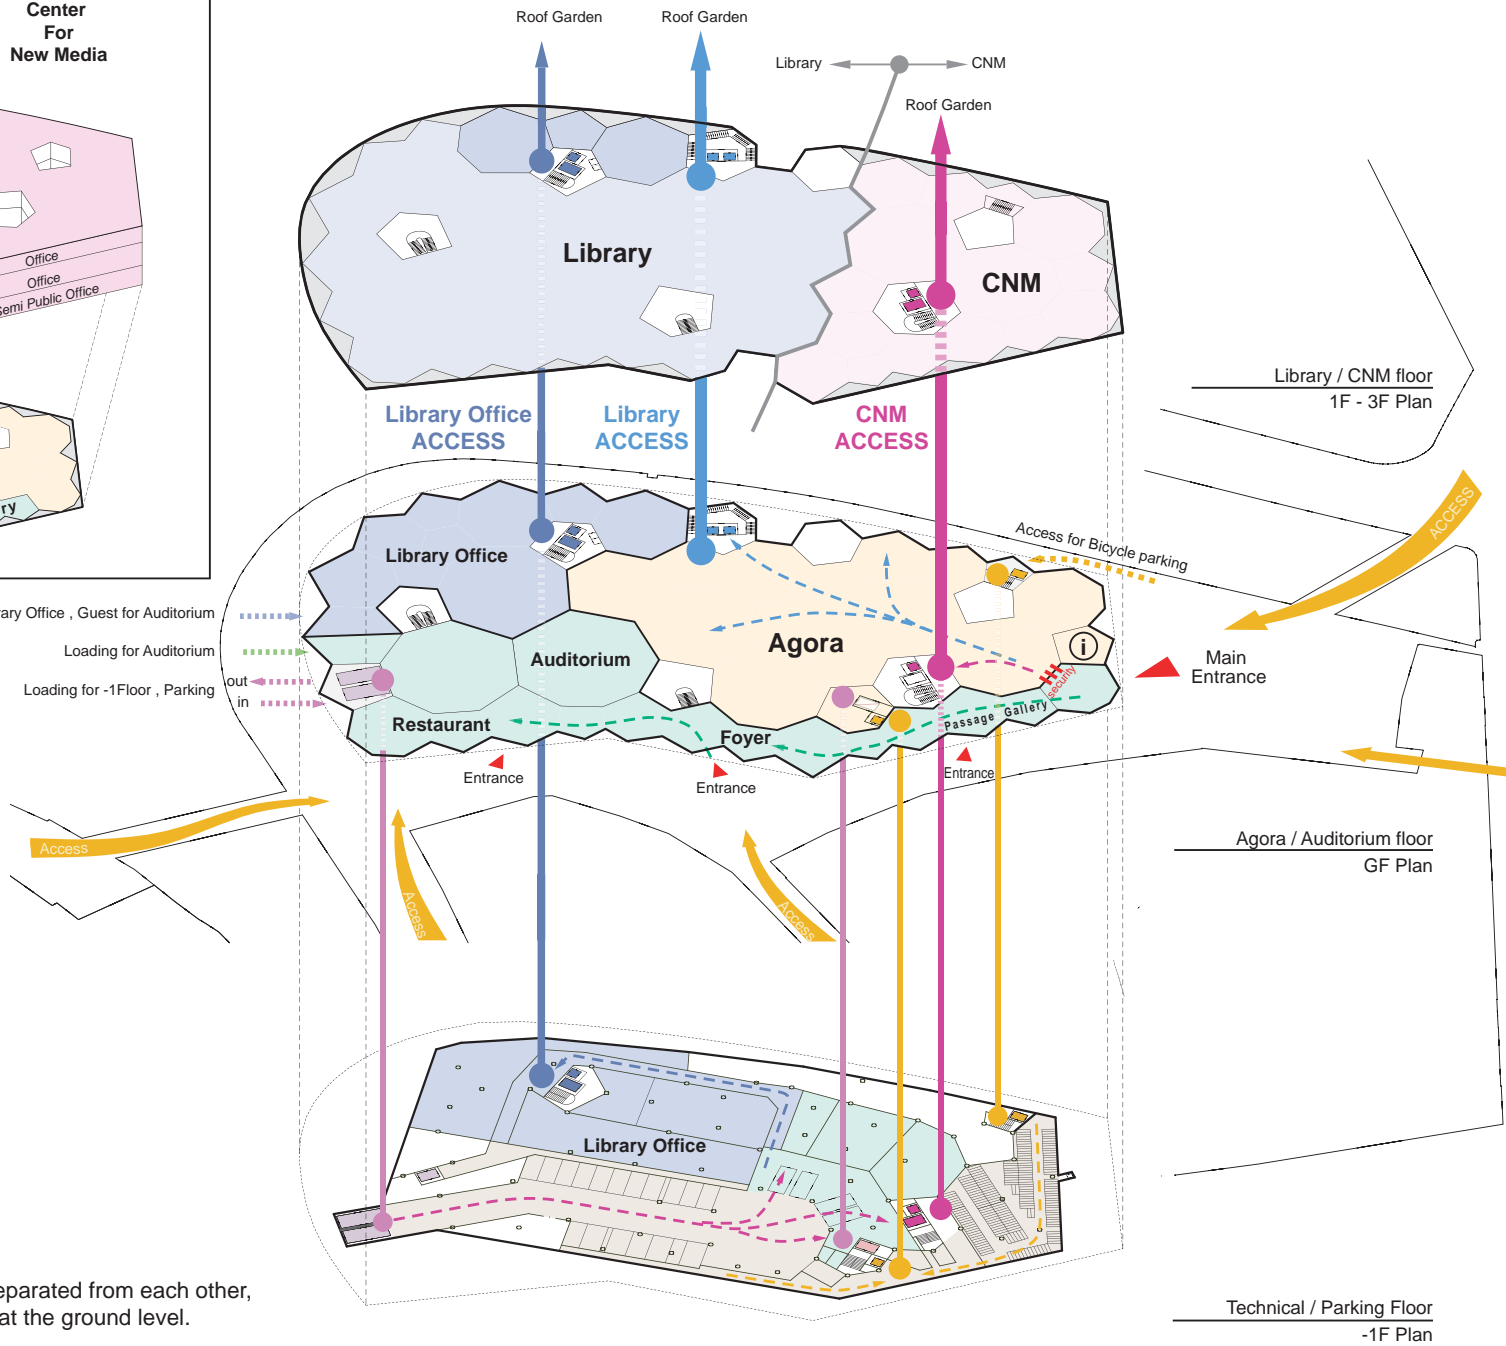 Center
For
New Media
Office
Office
Semi Public Office
ry
Roof Garden
Roof Garden
Library
CNM
Roof Garden
Library
CNM
Library / CNM floor
1F - 3F Plan
Library Office
ACCESS
Library
ACCESS
CNM
ACCESS
ACCESS
Access for Bicycle parking
Library Office
rary Office , Guest for Auditorium
Loading for Auditorium
Loading for -1Floor , Parking
out
in
Auditorium
Agora
i
security
Main
Entrance
Restaurant
Foyer
Passage Gallery
Entrance
Entrance
Entrance
Access
Access
Access
Agora / Auditorium floor
GF Plan
Library Office
eparated from each other,
at the ground level.
Technical / Parking Floor
-1F Plan